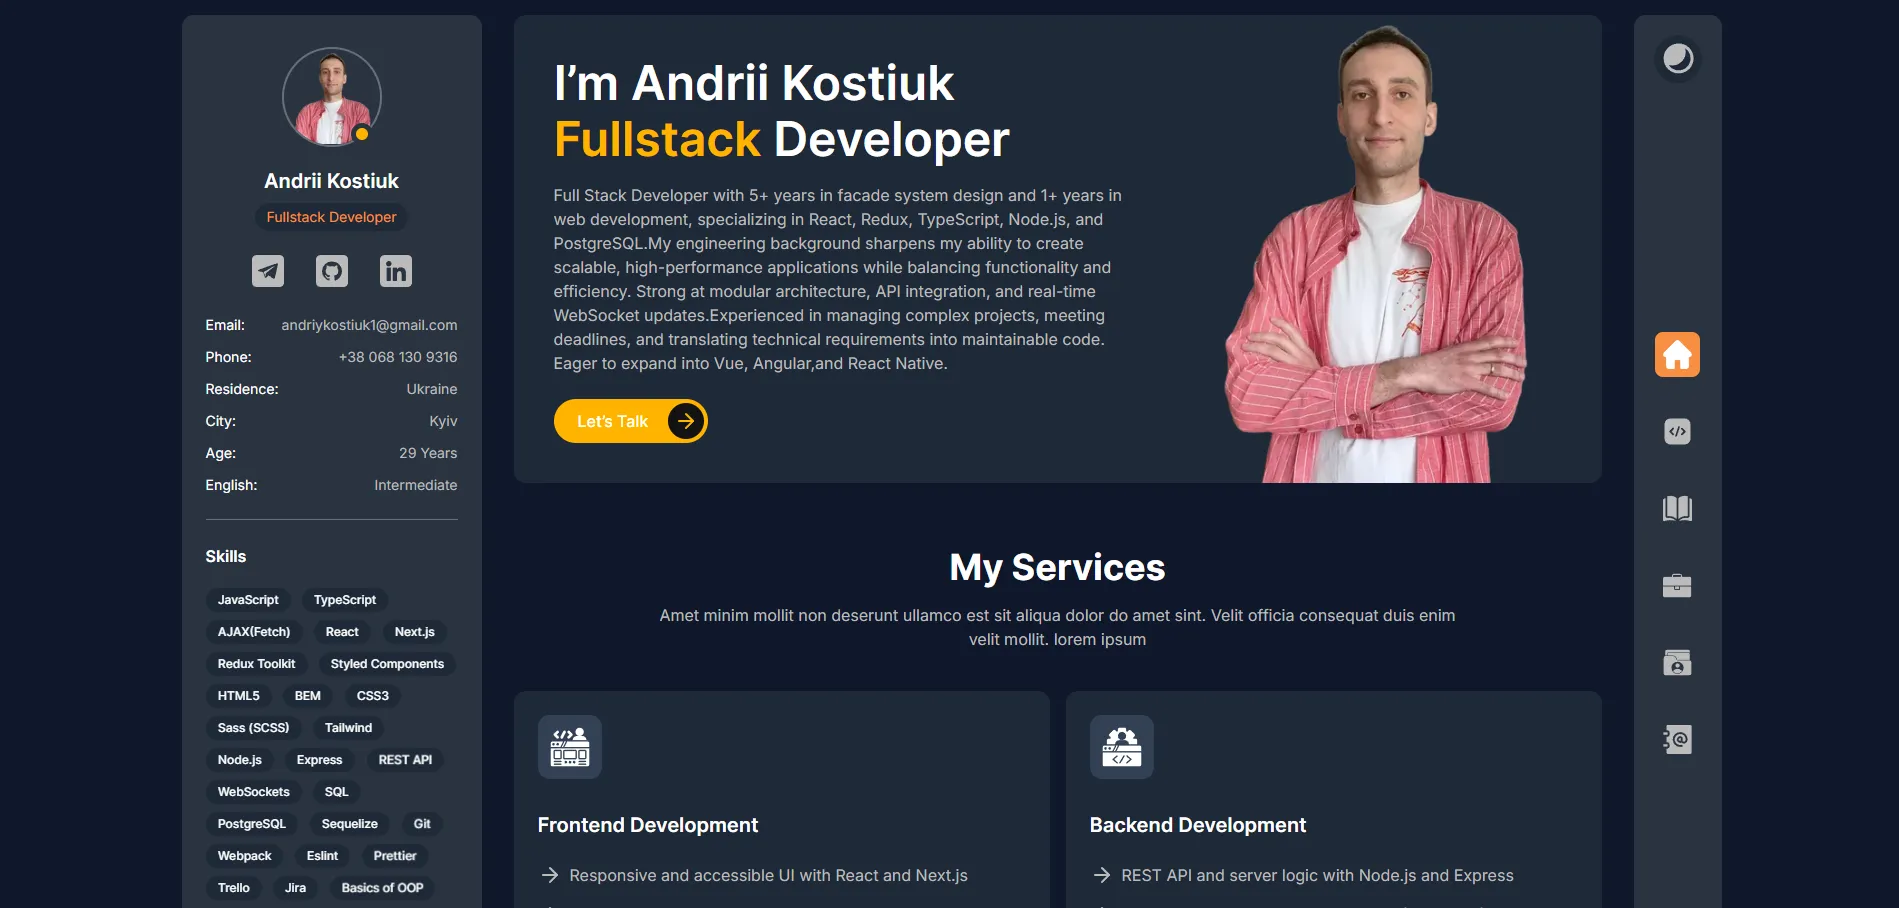 Andrii Kostiuk
Fullstack Developer
in
Email: andriykostiuk1@gmail.com
Phone: +38 068 130 9316
Residence: Ukraine
City: Kyiv
Age: 29 Years
English: Intermediate
Skills
JavaScript TypeScript
AJAX(Fetch) React Next.js
Redux Toolkit Styled Components
HTML5 BEM CSS3
Sass (SCSS) Tailwind
Node.js Express REST API
WebSockets SQL
PostgreSQL Sequelize Git
Webpack Eslint Prettier
Trello Jira Basics of OOP
I’m Andrii Kostiuk
Fullstack Developer
Full Stack Developer with 5+ years in facade system design and 1+ years in
web development, specializing in React, Redux, TypeScript, Node.js, and
PostgreSQL.My engineering background sharpens my ability to create
scalable, high-performance applications while balancing functionality and
efficiency. Strong at modular architecture, API integration, and real-time
WebSocket updates.Experienced in managing complex projects, meeting
deadlines, and translating technical requirements into maintainable code.
Eager to expand into Vue, Angular,and React Native.
Let’s Talk
My Services
Amet minim mollit non deserunt ullamco est sit aliqua dolor do amet sint. Velit officia consequat duis enim
velit mollit. lorem ipsum
Frontend Development
Responsive and accessible UI with React and Next.js
Backend Development
REST API and server logic with Node.js and Express